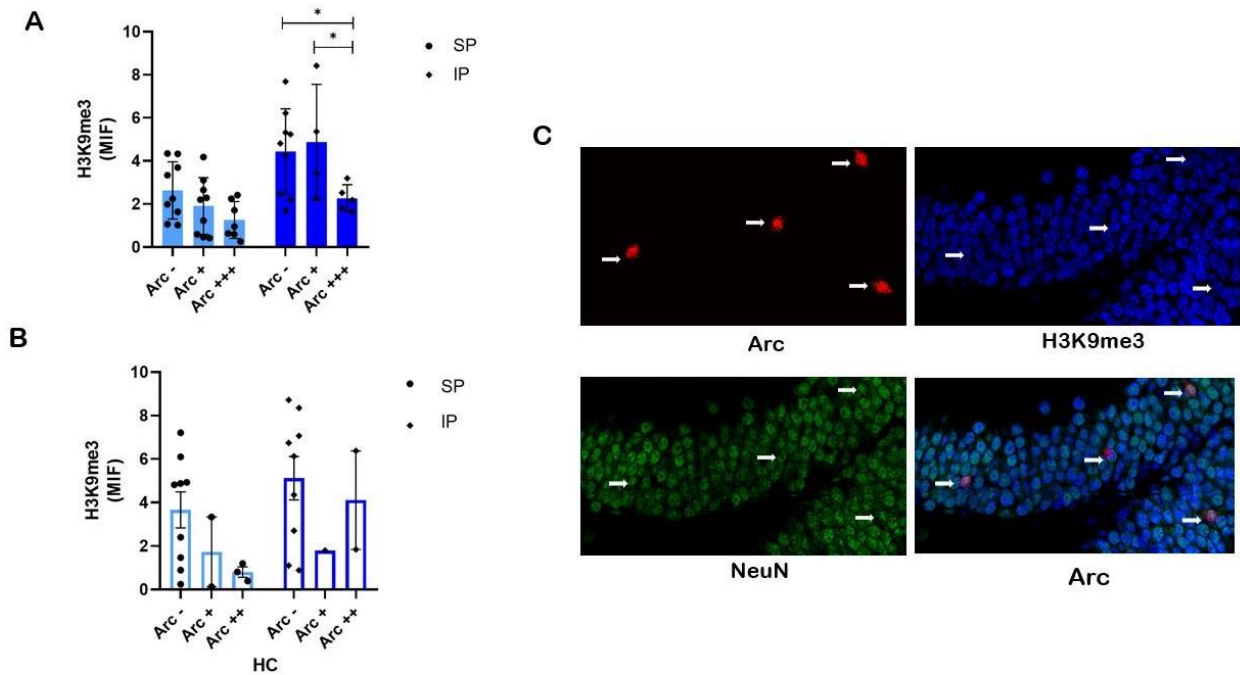 A
10
8
6
4
2
0
H3K9me3
(MIF)
*
*
SP
IP
Arc -
Arc +
Arc +++
Arc -
Arc +
Arc +++
B
10
8
6
4
2
0
H3K9me3
(MIF)
SP
IP
Arc -
Arc +
Arc ++
Arc -
Arc +
Arc ++
HC
C
Arc
H3K9me3
NeuN
Arc